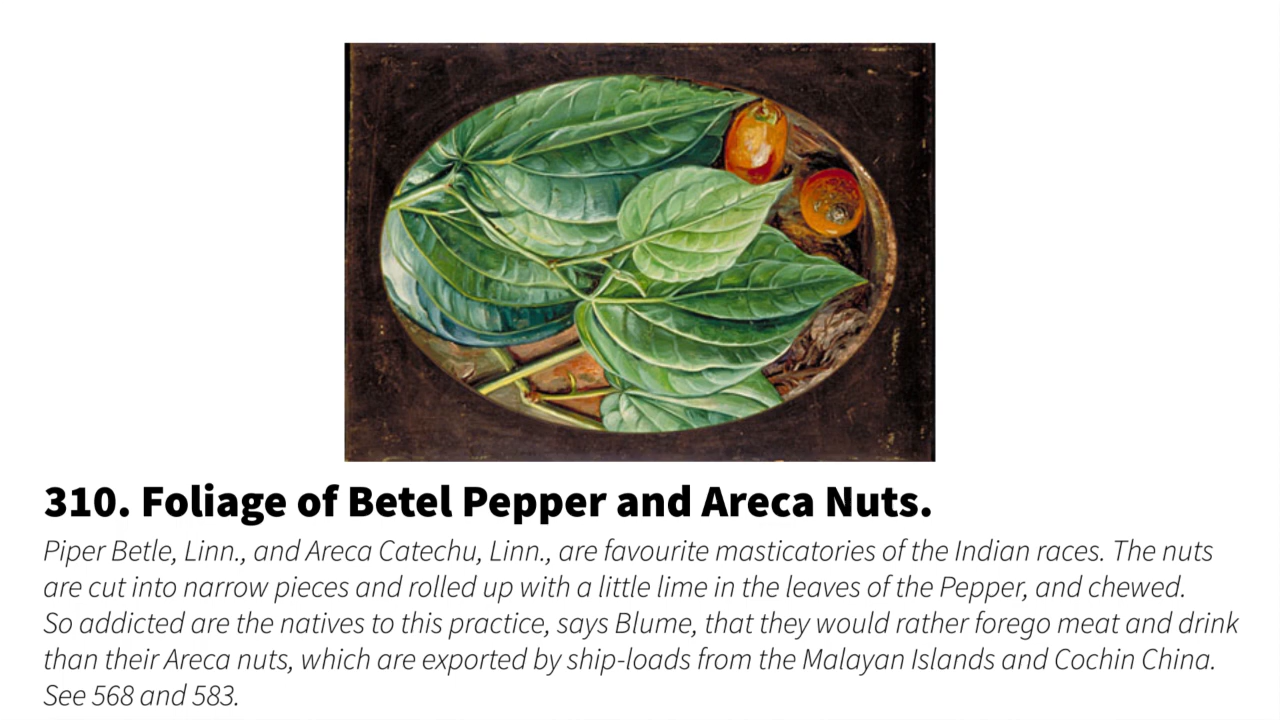 310. Foliage of Betel Pepper and Areca Nuts.
Piper Betle, Linn., and Areca Catechu, Linn., are favourite masticatories of the Indian races. The nuts
are cut into narrow pieces and rolled up with a little lime in the leaves of the Pepper, and chewed.
So addicted are the natives to this practice, says Blume, that they would rather forego meat and drink
than their Areca nuts, which are exported by ship-loads from the Malayan Islands and Cochin China.
See 568 and 583.